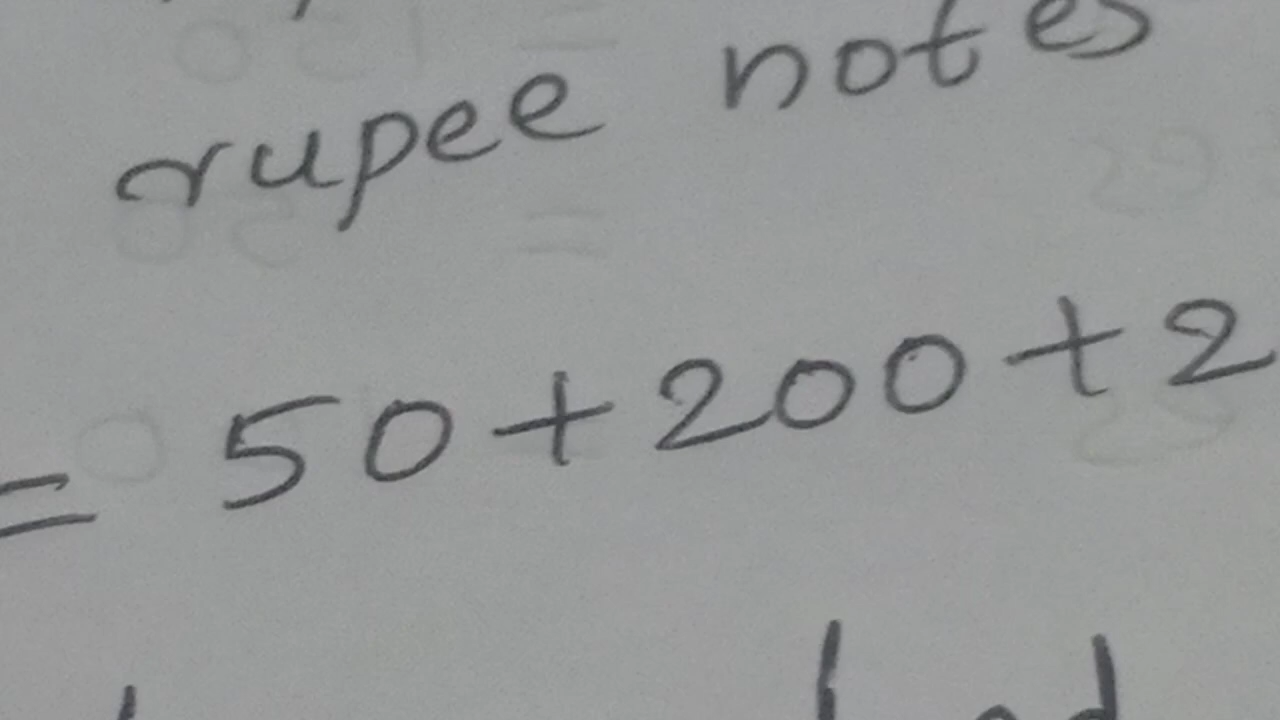 rupee notes
= 50 + 200 + 2